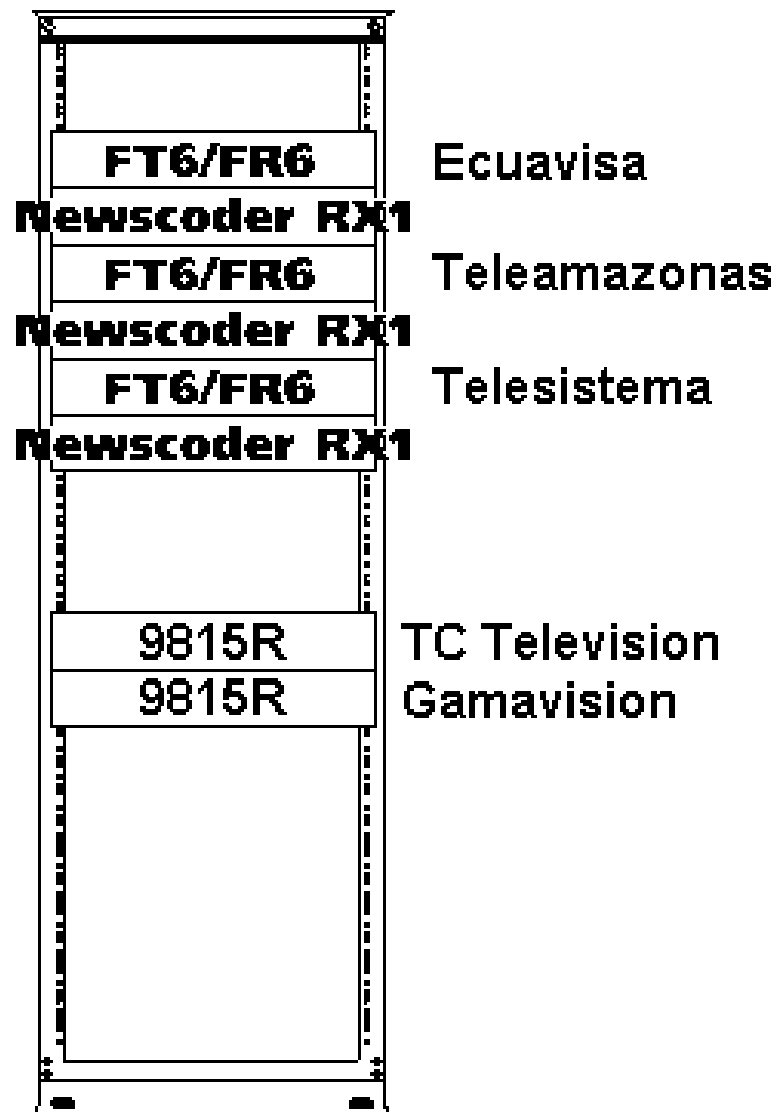 FT6/FR6 Ecuavisa
Newscoder RX1
FT6/FR6 Teleamazonas
Newscoder RX1
FT6/FR6 Telesistema
Newscoder RX1
9815R TC Television
9815R Gamavision